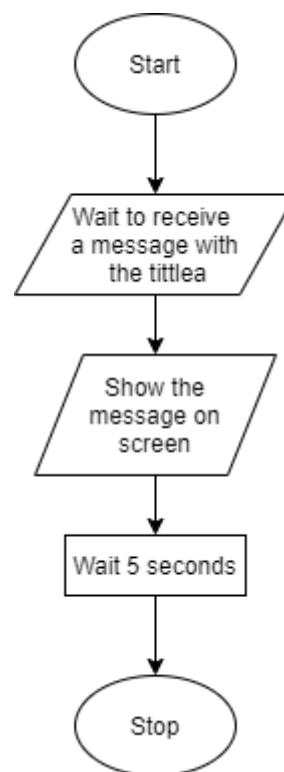 Start
Wait to receive
a message with
the tittlea
Show the
message on
screen
Wait 5 seconds
Stop